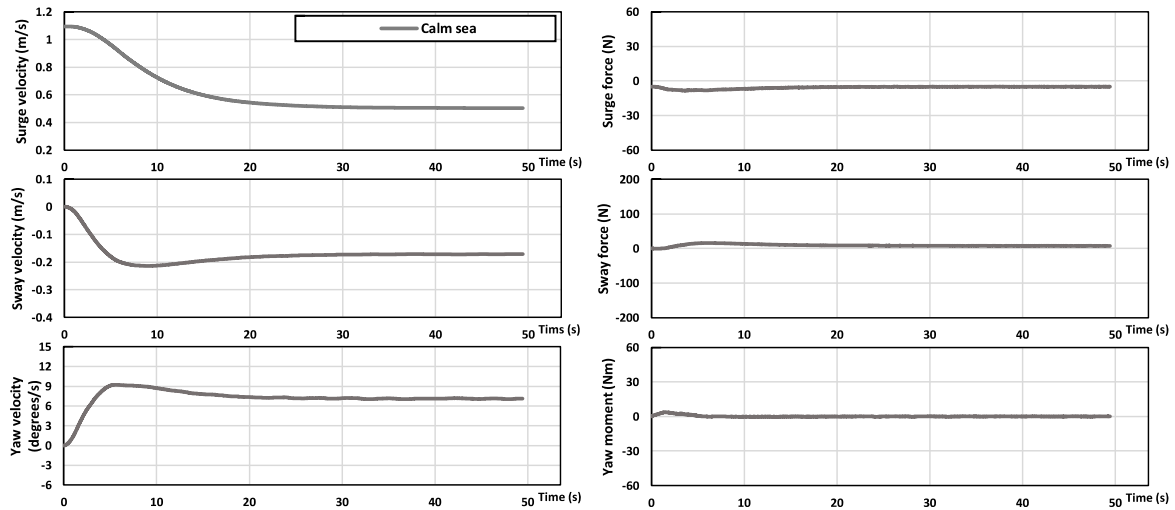 Surge velocity (m/s)
1.2
1
0.8
0.6
0.4
0.2
Calm sea
0 10 20 30 40 50 Time (s)
Surge force (N)
60
30
0
-30
-60
0 10 20 30 40 50 Time (s)
Sway velocity (m/s)
0.1
0
-0.1
-0.2
-0.3
-0.4
0 10 20 30 40 50 Tims (s)
Sway force (N)
200
100
0
-100
-200
0 10 20 30 40 50 Time (s)
Yaw velocity
(degrees/s)
15
12
9
6
3
0
-3
-6
0 10 20 30 40 50 Time (s)
Yaw moment (Nm)
60
30
0
-30
-60
0 10 20 30 40 50 Time (s)